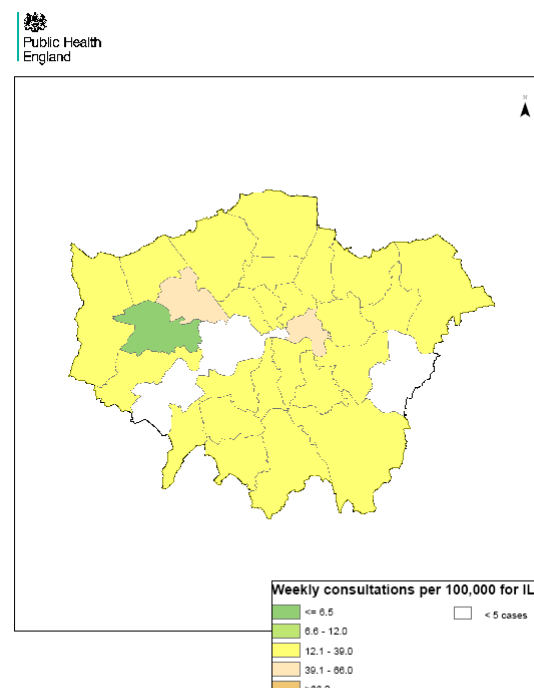 Public Health
England
N
Weekly consultations per 100,000 for IL
<= 6.5
< 5 cases
6.6 - 12.0
12.1 - 39.0
39.1 - 66.0